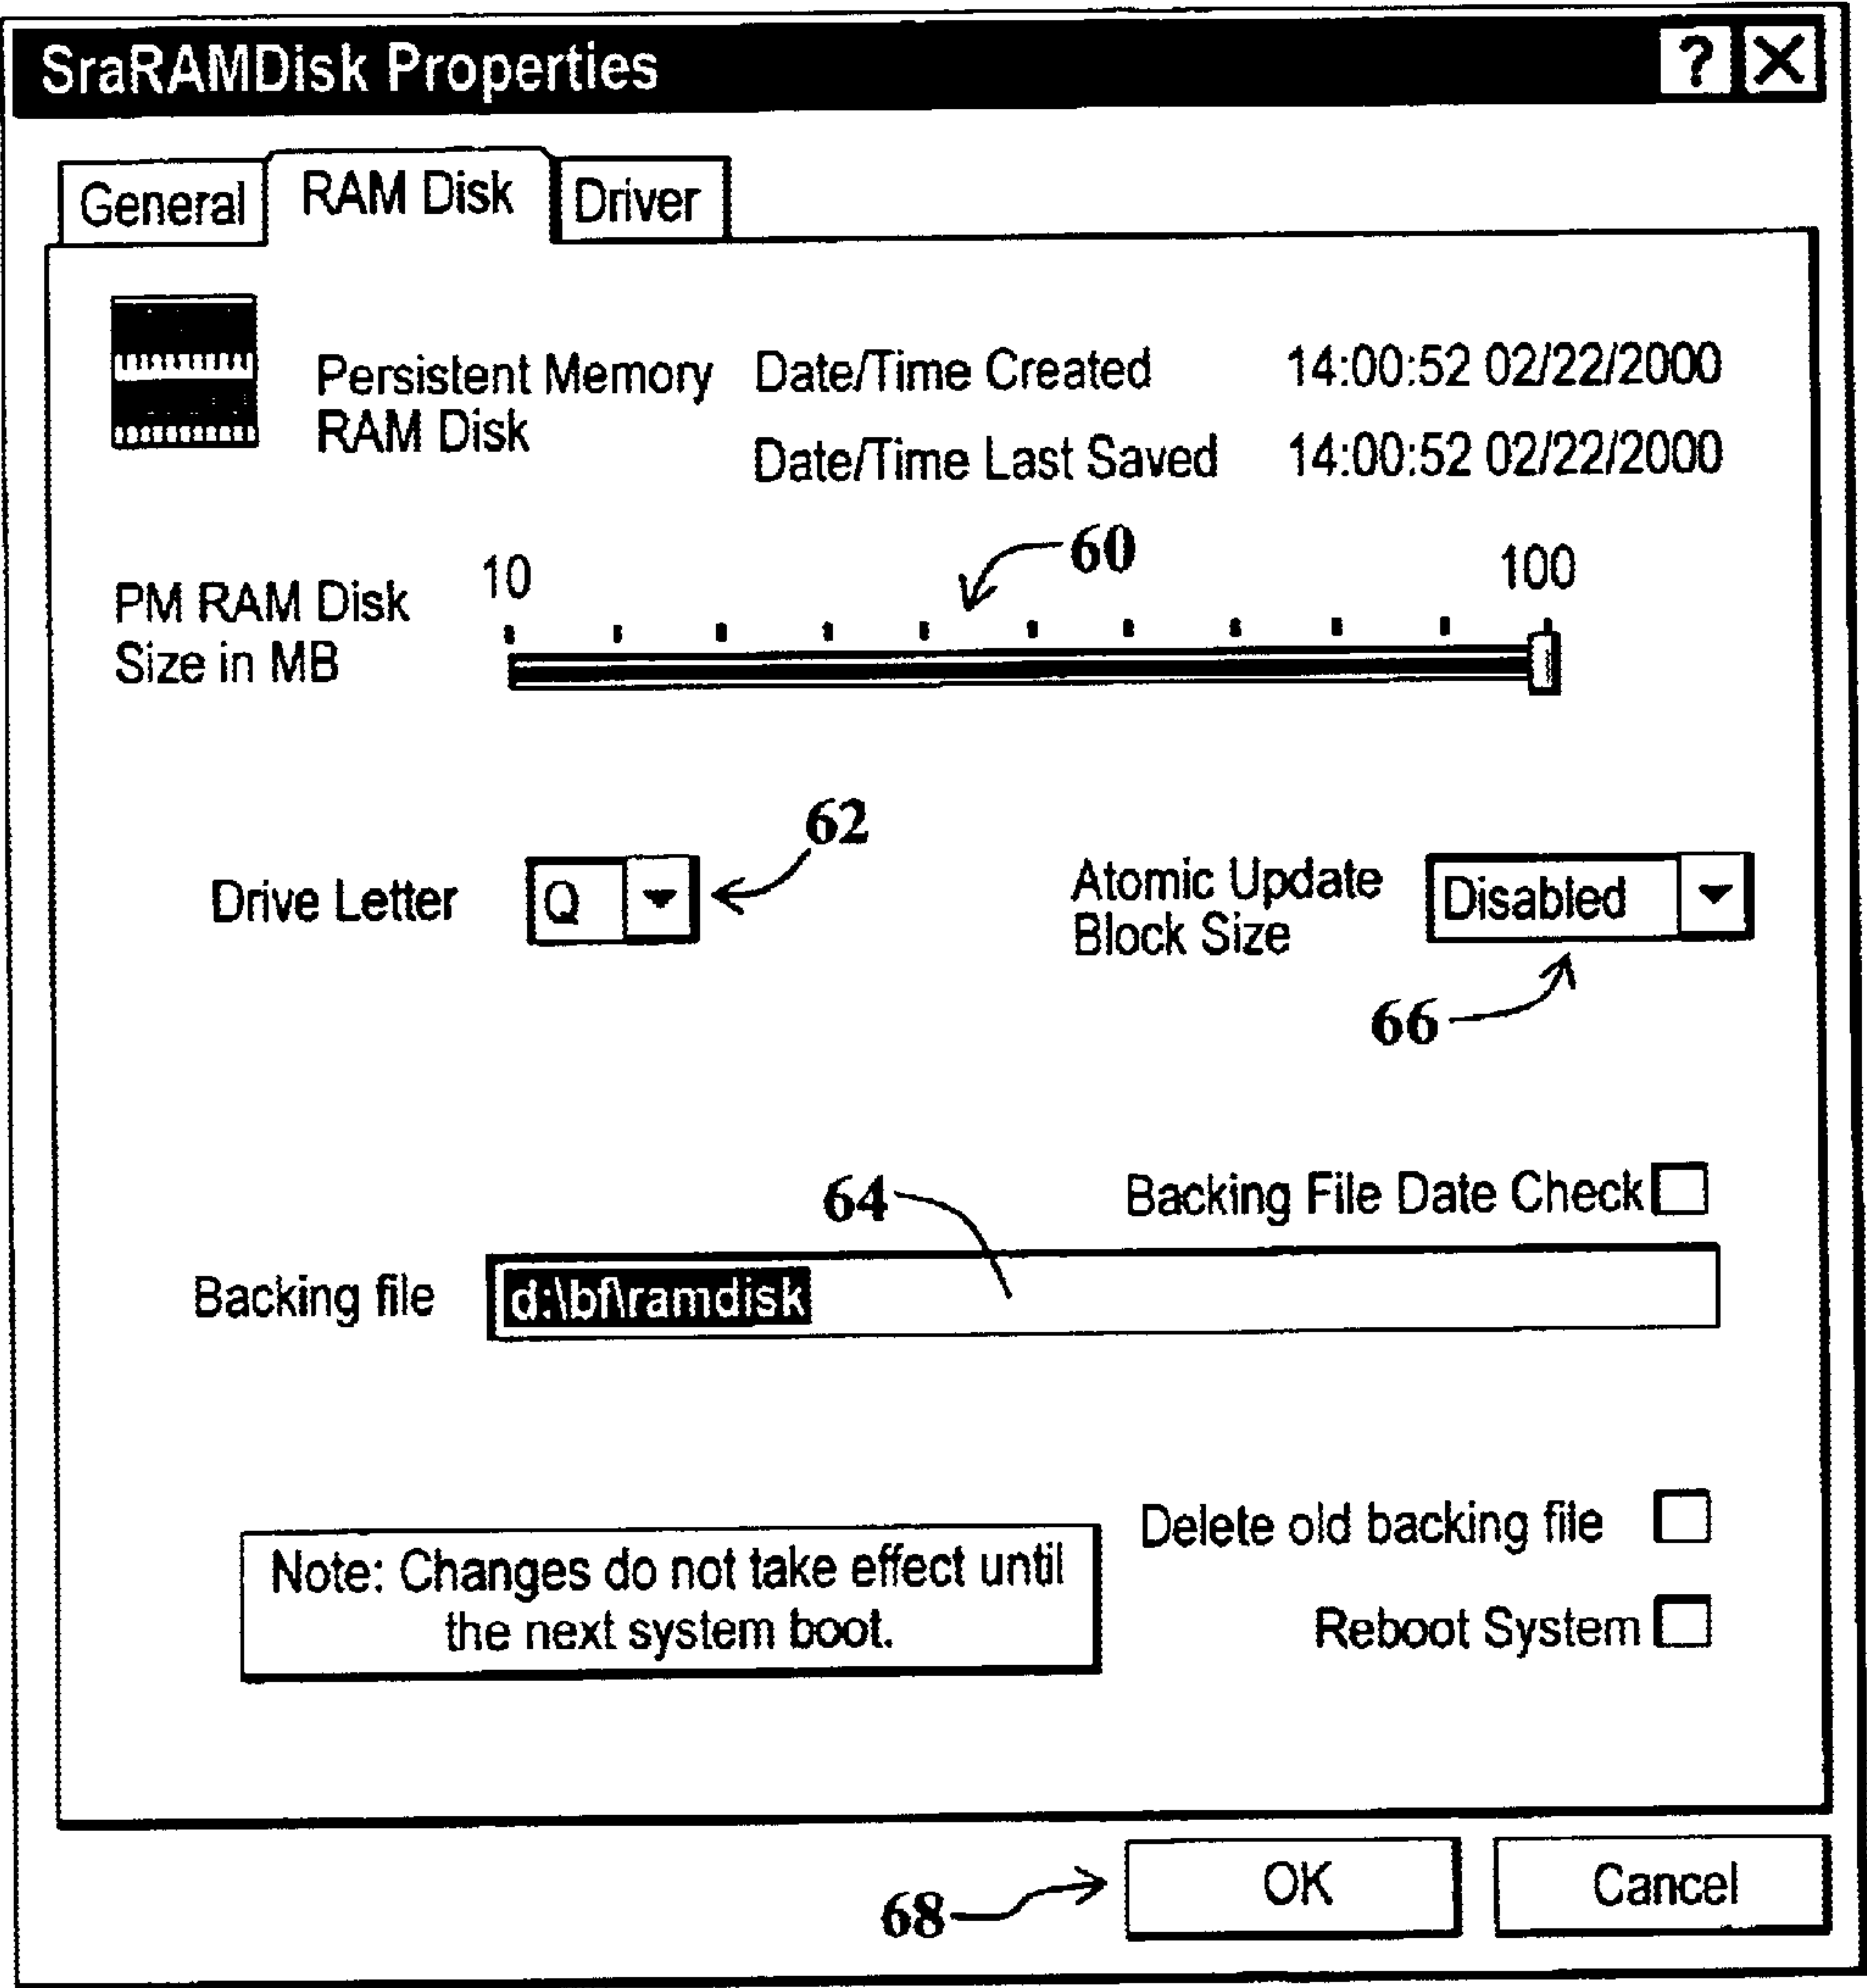 SraRAMDisk Properties ? X
General RAM Disk Driver
Persistent Memory Date/Time Created 14:00:52 02/22/2000
RAM Disk
Date/Time Last Saved 14:00:52 02/22/2000
60
10 100
PM RAM Disk
Size in MB
62
Drive Letter Q
Atomic Update Disabled
Block Size
66
64
Backing File Date Check
Backing file d:\bf\ramdisk
Delete old backing file
Note: Changes do not take effect until
the next system boot.
Reboot System
68
OK Cancel